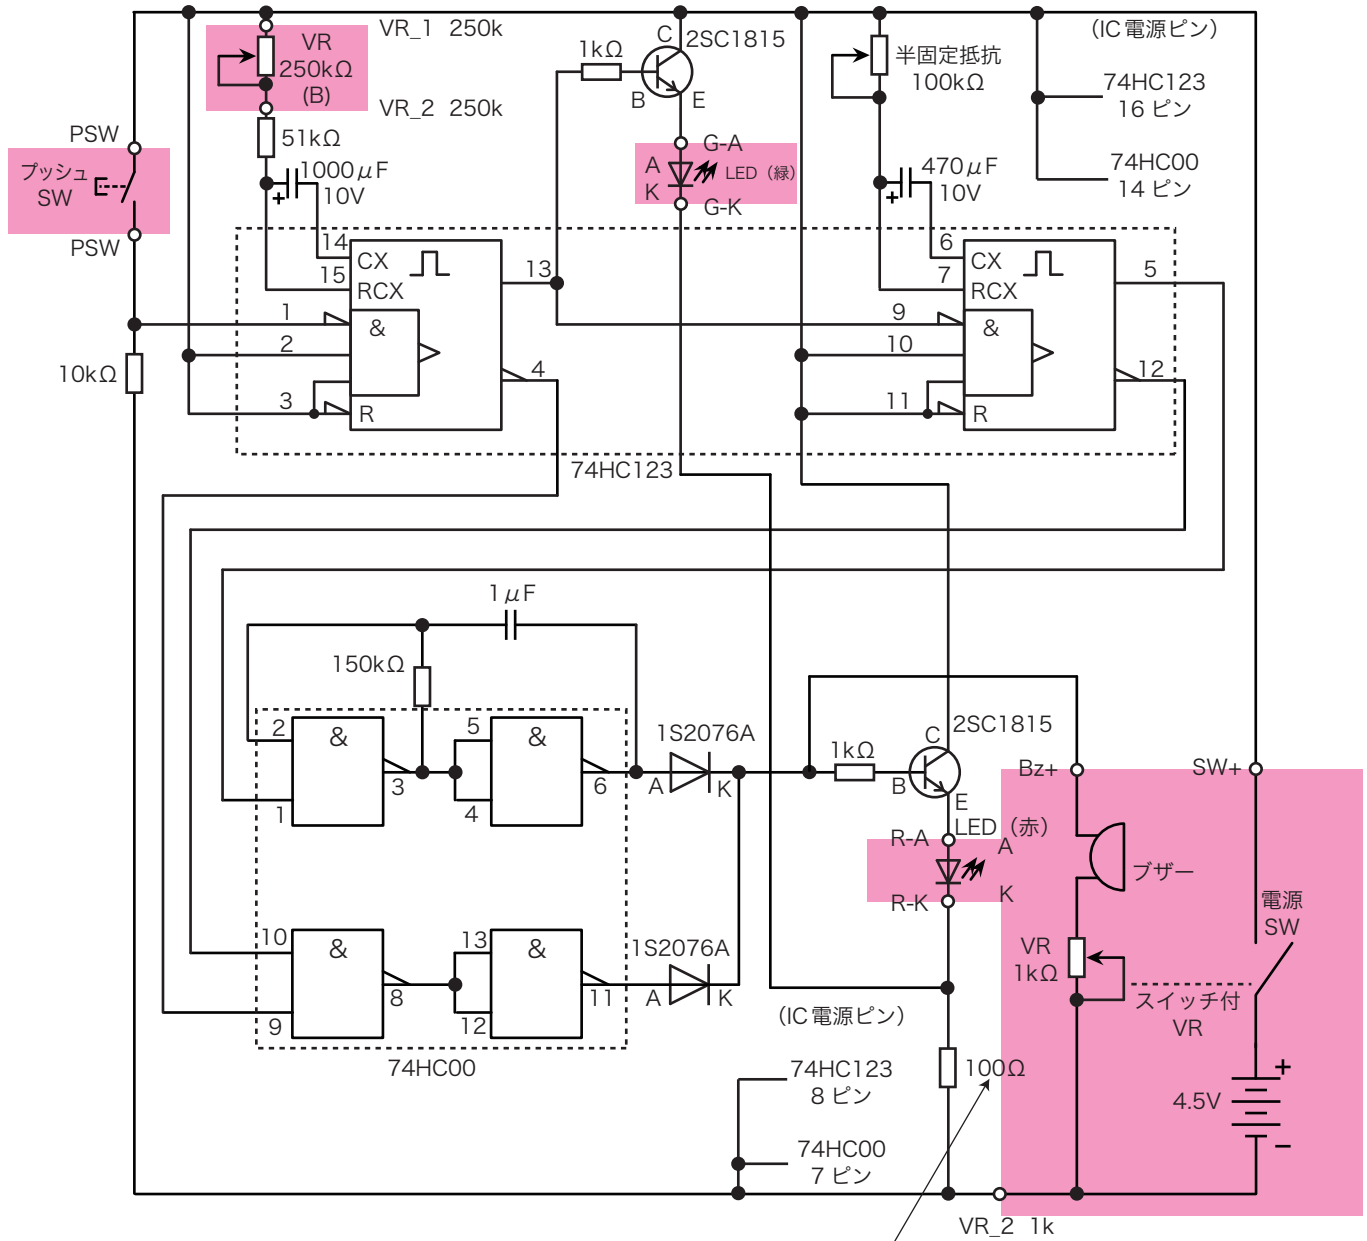 VR_1 250k
VR
250kΩ
(B)
VR_2 250k
51kΩ
1000μF
10V
+
PSW
プッシュ
SW
PSW
10kΩ
1kΩ
2SC1815
C
B
E
G-A
A
K
LED（緑）
G-K
半固定抵抗
100kΩ
470μF
10V
+
（IC電源ピン）
74HC123
16 ピン
74HC00
14 ピン
14
15
1
2
3
CX
RCX
&
R
13
4
6
7
9
10
11
CX
RCX
&
R
5
12
74HC123
1μF
150kΩ
2
1
&
3
5
4
&
6
1S2076A
A
K
1kΩ
2SC1815
C
B
E
LED（赤）
R-A
A
R-K
K
Bz+
SW+
ブザー
電源
SW
VR
1kΩ
スイッチ付
VR
4.5V
+
−
10
9
&
8
13
12
&
11
1S2076A
A
K
74HC00
（IC電源ピン）
74HC123
8 ピン
74HC00
7 ピン
100Ω
VR_2 1k